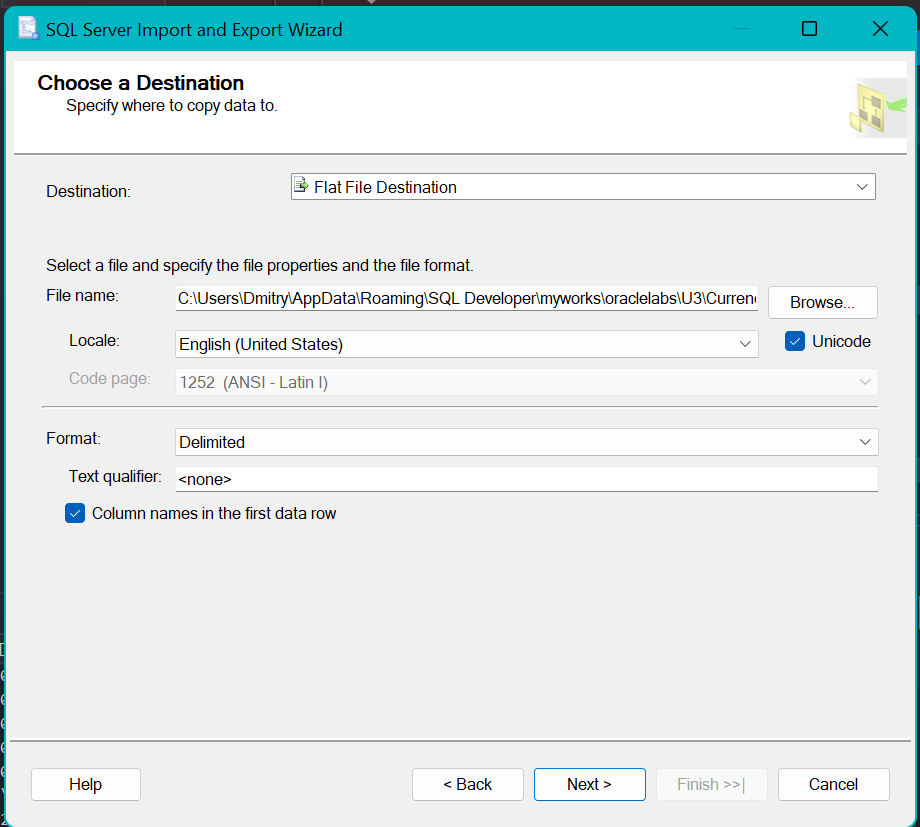 SQL Server Import and Export Wizard
Choose a Destination
Specify where to copy data to.
Destination: Flat File Destination
Select a file and specify the file properties and the file format.
File name: C:\Users\Dmitry\AppData\Roaming\SQL Developer\myworks\oraclelabs\U3\Curren Browse...
Locale: English (United States) Unicode
Code page: 1252 (ANSI - Latin I)
Format: Delimited
Text qualifier: <none>
Column names in the first data row
Help < Back Next > Finish >>| Cancel